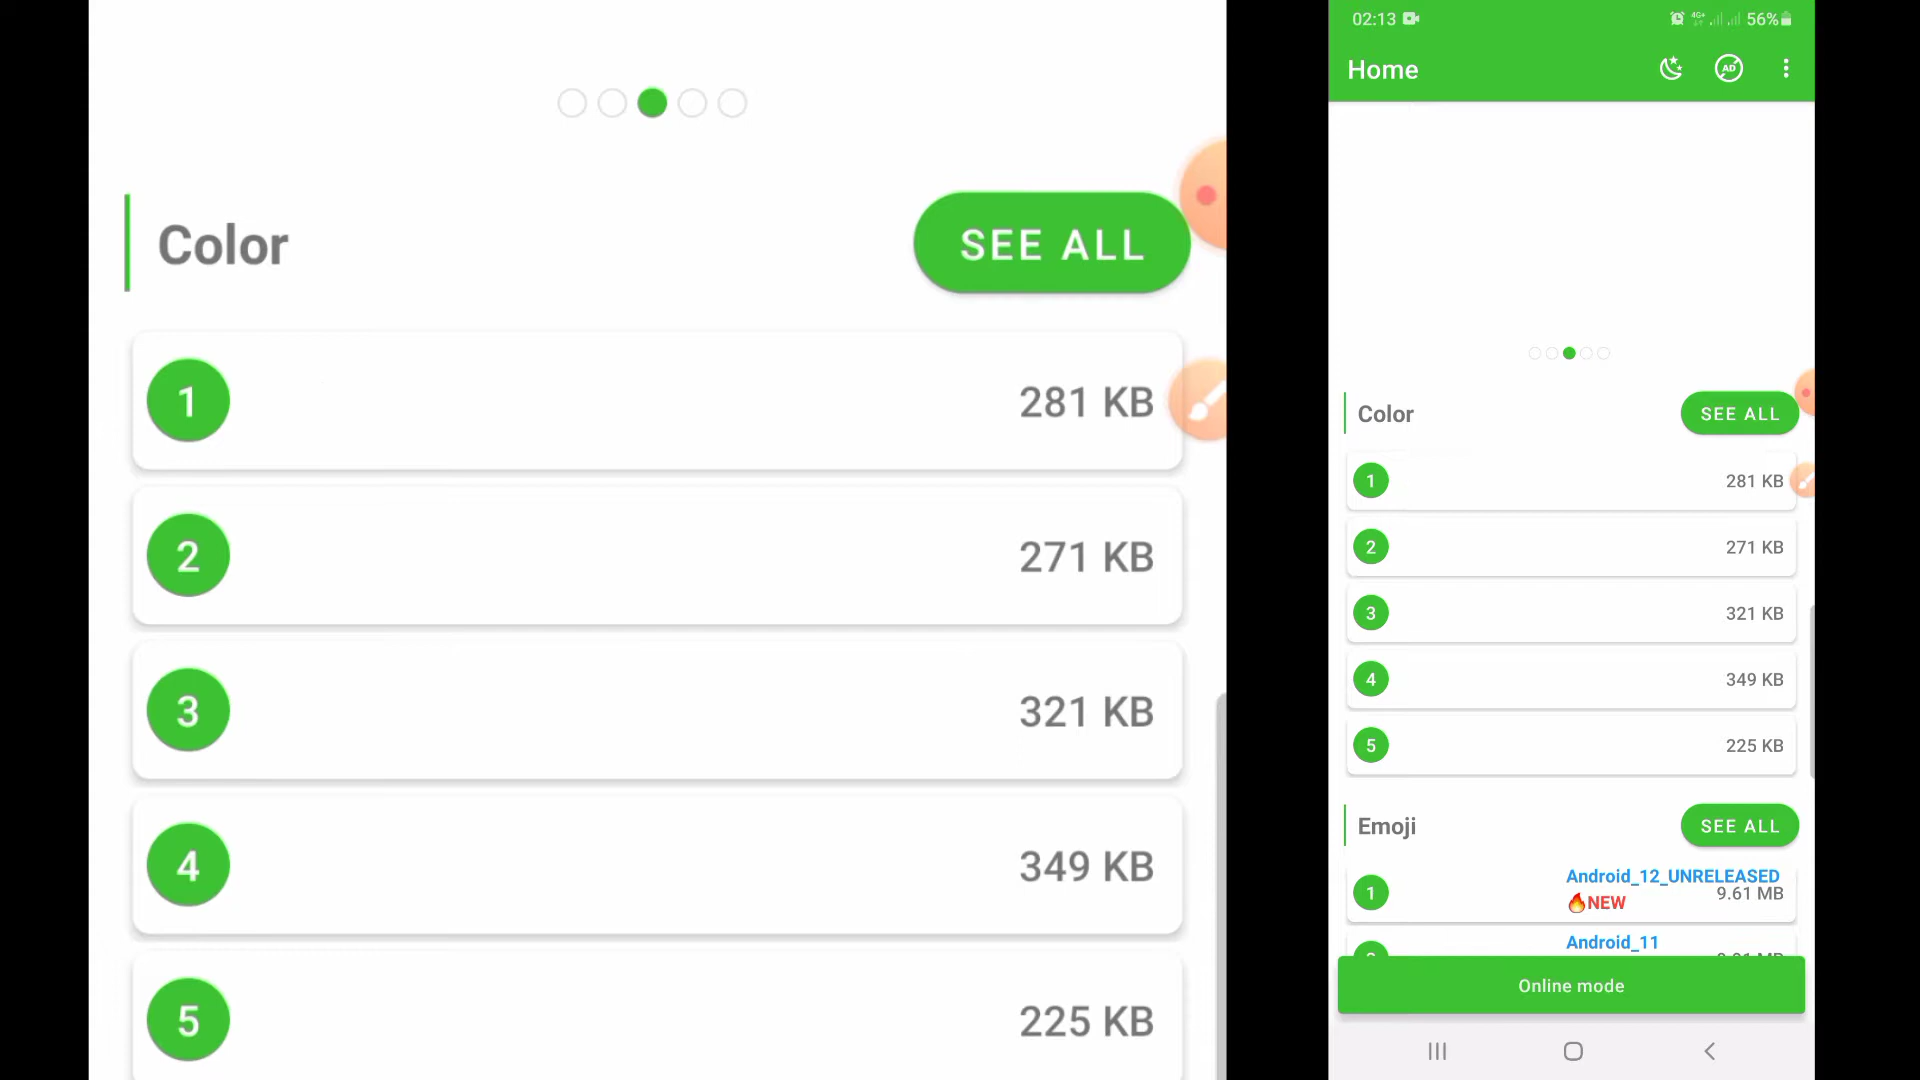 Color
SEE ALL
1
281 KB
2
271 KB
3
321 KB
4
349 KB
5
225 KB
02:13
4G+
56%
Home
AD
Color
SEE ALL
1
281 KB
2
271 KB
3
321 KB
4
349 KB
5
225 KB
Emoji
SEE ALL
1
Android_12_UNRELEASED
🔥NEW
9.61 MB
Android_11
Online mode